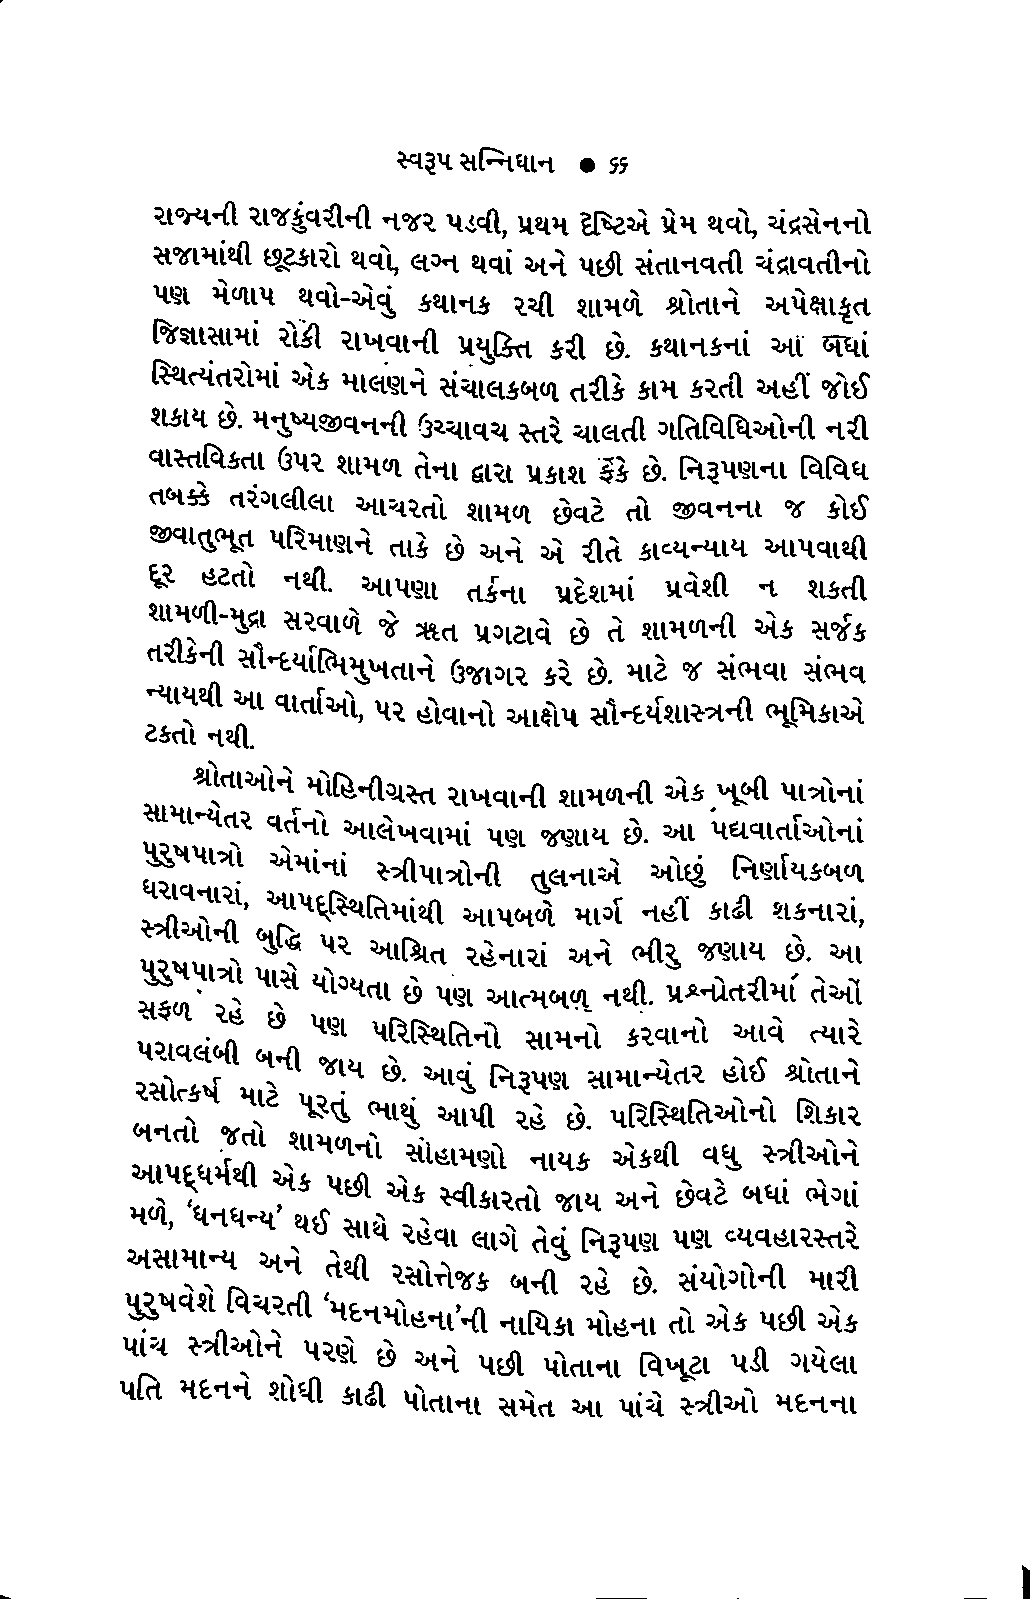 સ્વરૂપ સન્નિધાન ● ૬૬
રાજ્યની રાજકુંવરીની નજર પડવી, પ્રથમ દૃષ્ટિએ પ્રેમ થવો, ચંદ્રસેનનો
સજામાંથી છૂટકારો થવો, લગ્ન થવાં અને પછી સંતાનવતી ચંદ્રાવતીનો
પણ મેળાપ થવો-એવું કથાનક રચી શામળે શ્રોતાને અપેક્ષાકૃત
જિજ્ઞાસામાં રોકી રાખવાની પ્રયુક્તિ કરી છે. કથાનકનાં આ બધાં
સ્થિત્યંતરોમાં એક માલણને સંચાલકબળ તરીકે કામ કરતી અહીં જોઈ
શકાય છે. મનુષ્યજીવનની ઉચ્ચાવચ સ્તરે ચાલતી ગતિવિધિઓની નરી
વાસ્તવિકતા ઉપર શામળ તેના દ્વારા પ્રકાશ ફેંકે છે. નિરૂપણના વિવિધ
તબક્કે તરંગલીલા આચરતો શામળ છેવટે તો જીવનના જ કોઈ
જીવાતુભૂત પરિમાણને તાકે છે અને એ રીતે કાવ્યન્યાય આપવાથી
દૂર હટતો નથી. આપણા તર્કના પ્રદેશમાં પ્રવેશી ન શકતી
શામળી-મુદ્રા સરવાળે જે ઋત પ્રગટાવે છે તે શામળની એક સર્જક
તરીકેની સૌન્દર્યાભિમુખતાને ઉજાગર કરે છે. માટે જ સંભવા સંભવ
ન્યાયથી આ વાર્તાઓ, પર હોવાનો આક્ષેપ સૌન્દર્યશાસ્ત્રની ભૂમિકાએ
ટકતો નથી.
શ્રોતાઓને મોહિનીગ્રસ્ત રાખવાની શામળની એક ખૂબી પાત્રોનાં
સામાન્યેતર વર્તનો આલેખવામાં પણ જણાય છે. આ પદ્યવાર્તાઓનાં
પુરુષપાત્રો એમાંનાં સ્ત્રીપાત્રોની તુલનાએ ઓછું નિર્ણાયકબળ
ધરાવનારાં, આપદ્‌સ્થિતિમાંથી આપબળે માર્ગ નહીં કાઢી શકનારાં,
સ્ત્રીઓની બુદ્ધિ પર આશ્રિત રહેનારાં અને ભીરુ જણાય છે. આ
પુરુષપાત્રો પાસે યોગ્યતા છે પણ આત્મબળ નથી. પ્રશ્નોતરીમાં તેઓ
સફળ રહે છે પણ પરિસ્થિતિનો સામનો કરવાનો આવે ત્યારે
પરાવલંબી બની જાય છે. આવું નિરૂપણ સામાન્યેતર હોઈ શ્રોતાને
રસોત્કર્ષ માટે પૂરતું ભાથું આપી રહે છે. પરિસ્થિતિઓનો શિકાર
બનતો જતો શામળનો સોહામણો નાયક એકથી વધુ સ્ત્રીઓને
આપદ્‌ધર્મથી એક પછી એક સ્વીકારતો જાય અને છેવટે બધાં ભેગાં
મળે, ‘ધનધન્ય’ થઈ સાથે રહેવા લાગે તેવું નિરૂપણ પણ વ્યવહારસ્તરે
અસામાન્ય અને તેથી રસોત્તેજક બની રહે છે. સંયોગોની મારી
પુરુષવેશે વિચરતી ‘મદનમોહના’ની નાયિકા મોહના તો એક પછી એક
પાંચ સ્ત્રીઓને પરણે છે અને પછી પોતાના વિખૂટા પડી ગયેલા
પતિ મદનને શોધી કાઢી પોતાના સમેત આ પાંચે સ્ત્રીઓ મદનના